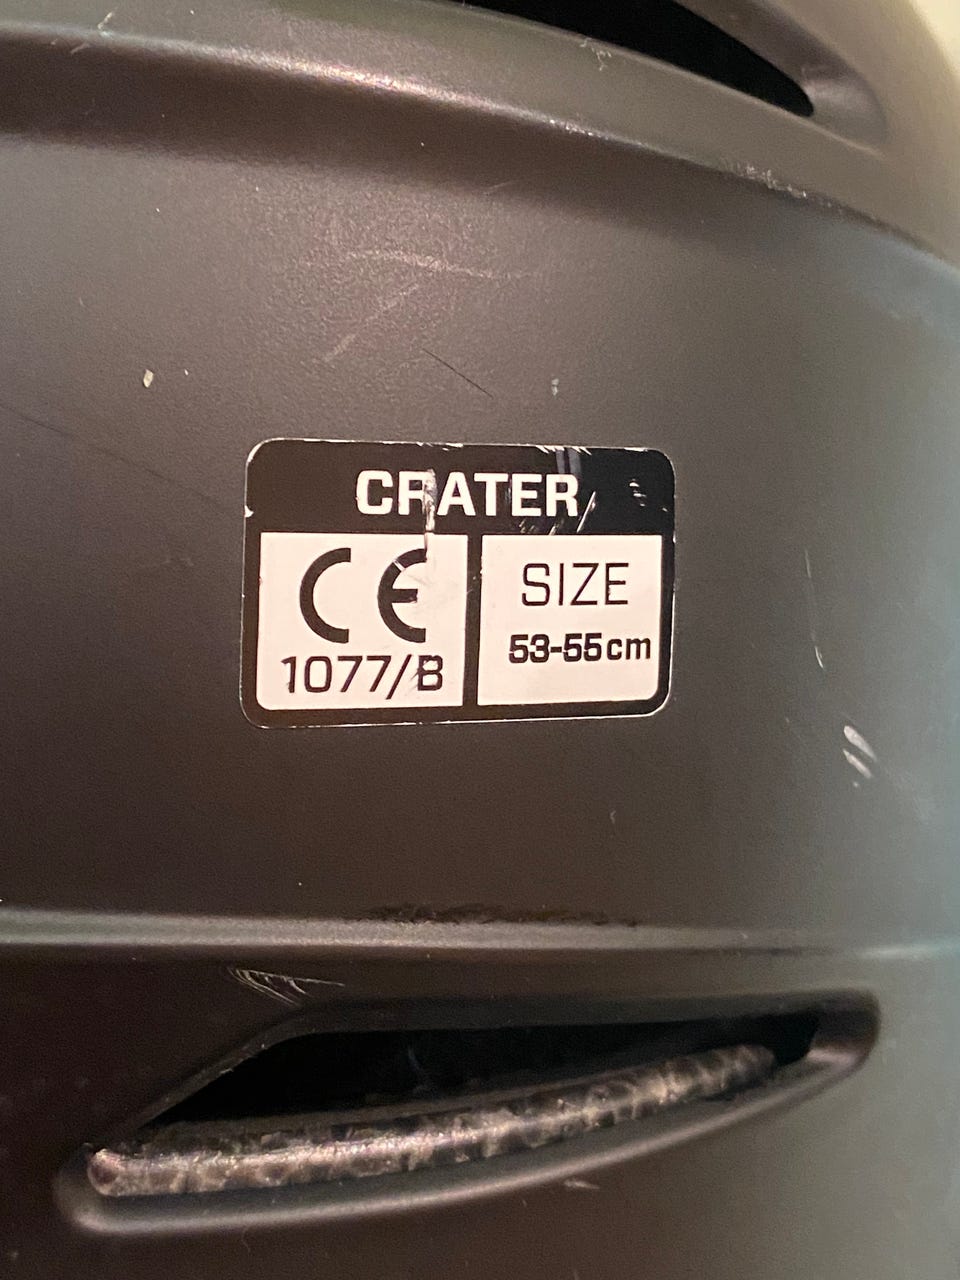 CRATER
CE
1077/B
SIZE
53-55cm